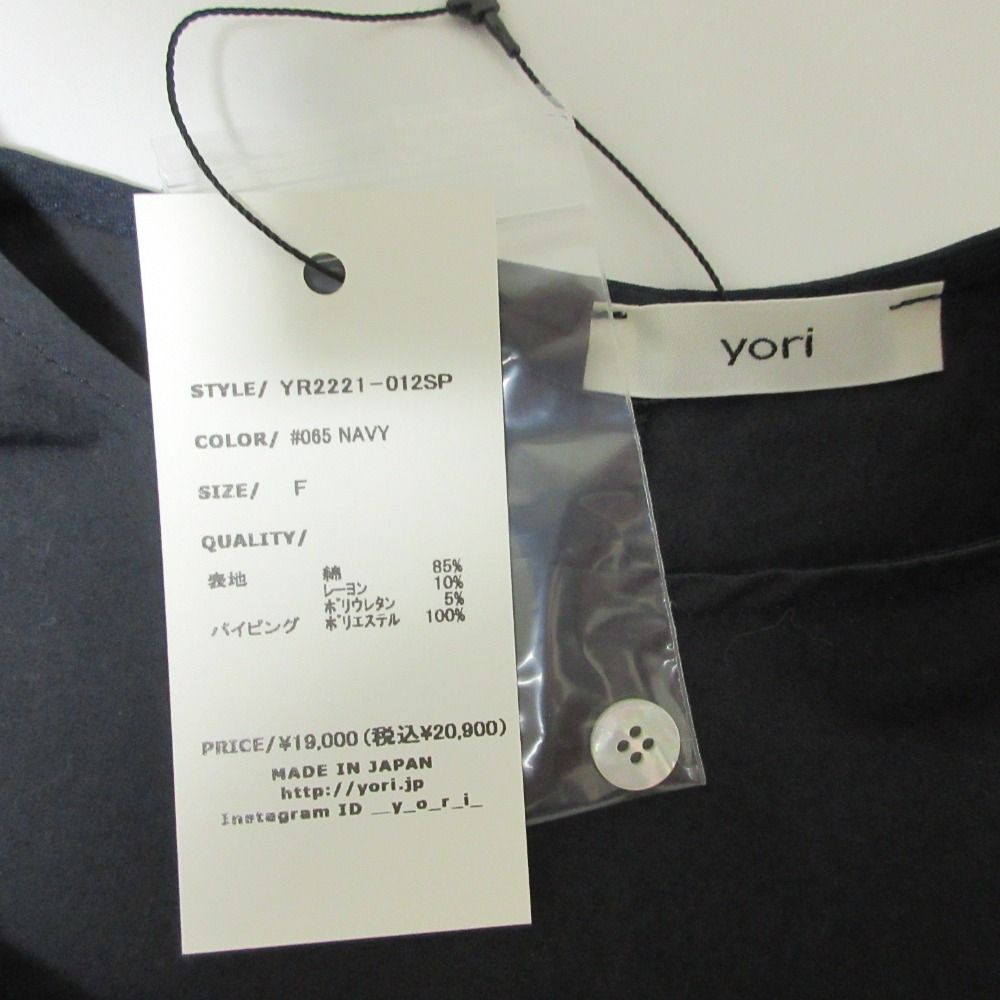 yori
STYLE/ YR2221-012SP
COLOR/ #065 NAVY
SIZE/ F
QUALITY/
表地 綿 85%
レーヨン 10%
ポリウレタン 5%
パイピング ポリエステル 100%
PRICE/¥19,000(税込¥20,900)
MADE IN JAPAN
http://yori.jp
Instagram ID __y_o_r_i_